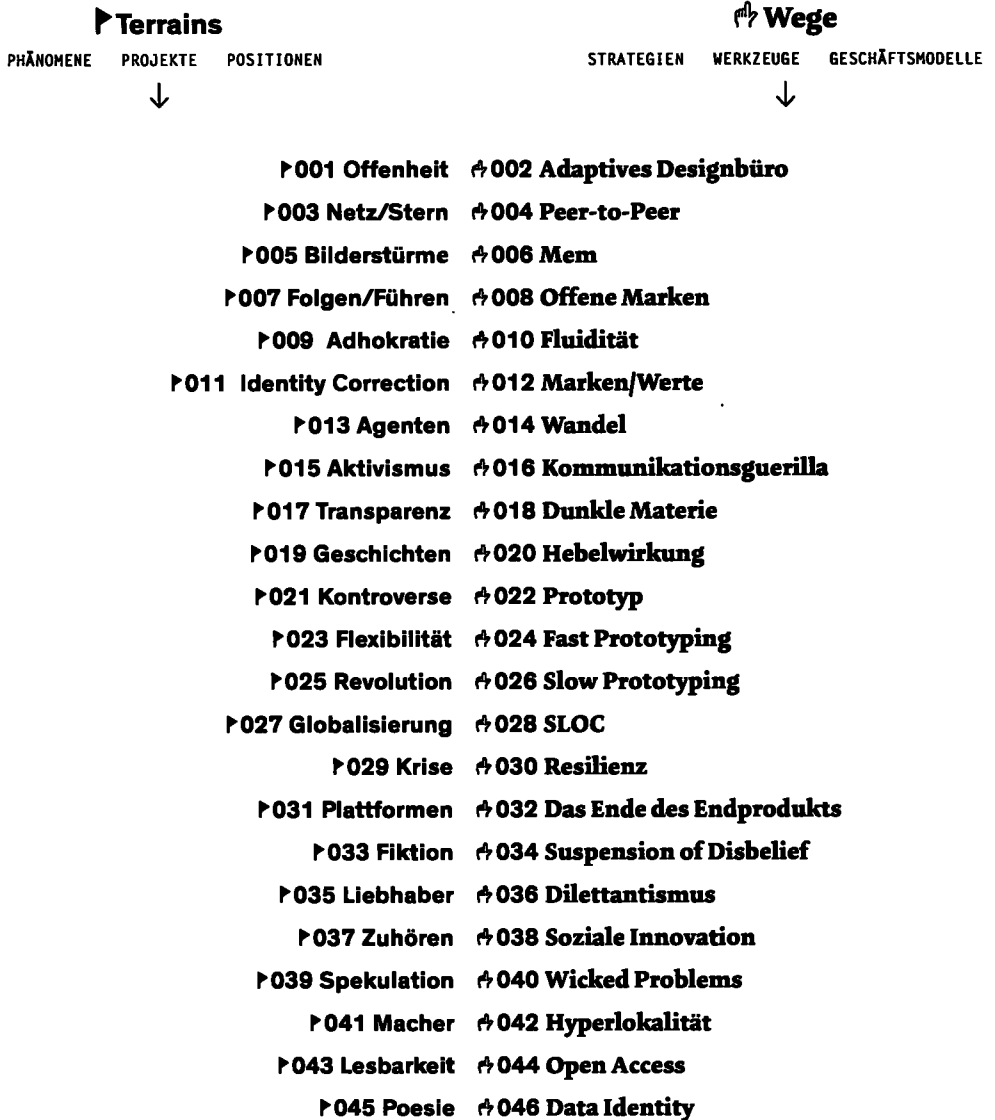 Terrains Wege
PHÄNOMENE PROJEKTE POSITIONEN STRATEGIEN WERKZEUGE GESCHÄFTSMODELLE
001 Offenheit 002 Adaptives Designbüro
003 Netz/Stern 004 Peer-to-Peer
005 Bilderstürme 006 Mem
007 Folgen/Führen 008 Offene Marken
009 Adhokratie 010 Fluidität
011 Identity Correction 012 Marken/Werte
013 Agenten 014 Wandel
015 Aktivismus 016 Kommunikationsguerilla
017 Transparenz 018 Dunkle Materie
019 Geschichten 020 Hebelwirkung
021 Kontroverse 022 Prototyp
023 Flexibilität 024 Fast Prototyping
025 Revolution 026 Slow Prototyping
027 Globalisierung 028 SLOC
029 Krise 030 Resilienz
031 Plattformen 032 Das Ende des Endprodukts
033 Fiktion 034 Suspension of Disbelief
035 Liebhaber 036 Dilettantismus
037 Zuhören 038 Soziale Innovation
039 Spekulation 040 Wicked Problems
041 Macher 042 Hyperlokalität
043 Lesbarkeit 044 Open Access
045 Poesie 046 Data Identity